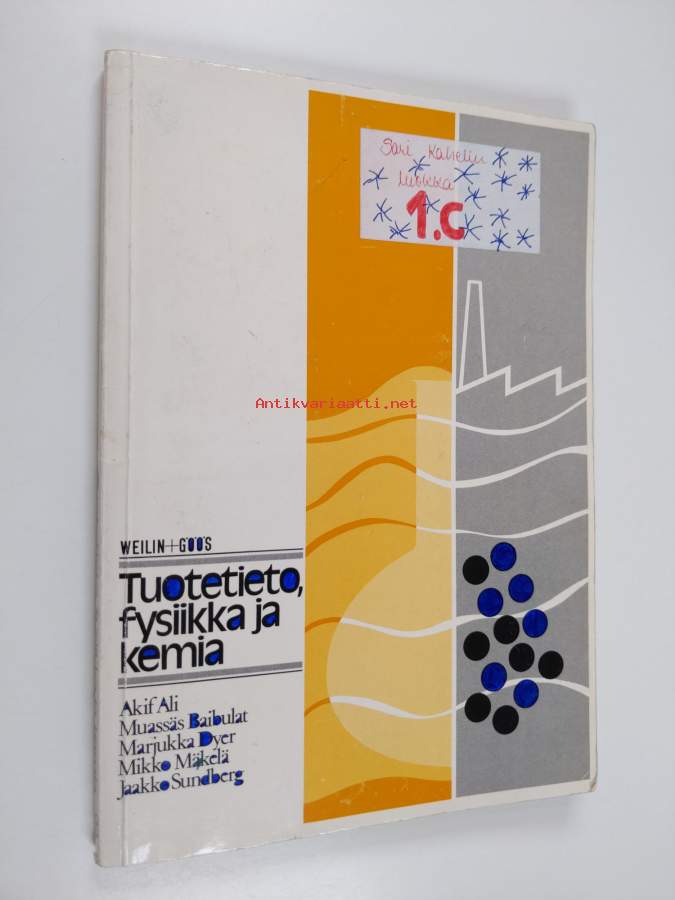 Sari Kahelin
luokka
1.C
Antikvariaatti.net
WEILIN+GÖÖS
Tuotetieto,
fysiikka ja
kemia
Akif Ali
Muassäs Baibulat
Marjukka Dyer
Mikko Mäkelä
Jaakko Sundberg